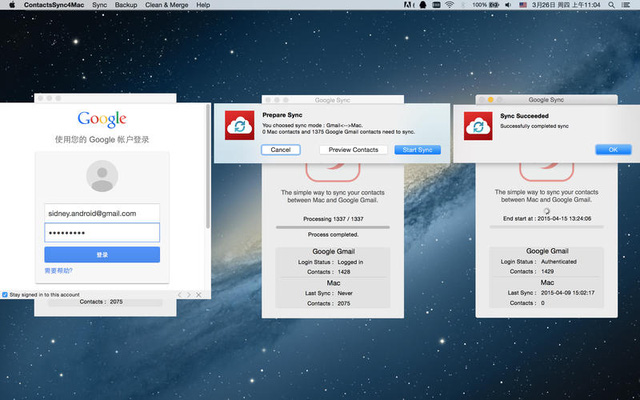 ContactsSync4Mac Sync Backup Clean & Merge Help
100% 3月26日 周四 上午11:04
Google
使用您的 Google 帐户登录
sidney.android@gmail.com
•••••••••
登录
需要帮助?
Stay signed in to this account
Contacts : 2075
Google Sync
Prepare Sync
You choosed sync mode : Gmail<-->Mac.
0 Mac contacts and 1375 Google Gmail contacts need to sync.
Cancel
Preview Contacts
Start Sync
The simple way to sync your contacts
between Mac and Google Gmail.
Processing 1337 / 1337
Process completed.
Google Gmail
Login Status : Logged in
Contacts : 1428
Mac
Last Sync : Never
Contacts : 2075
Google Sync
Sync Succeeded
Successfully completed sync
OK
The simple way to sync your contacts
between Mac and Google Gmail.
End start at : 2015-04-15 13:24:06
Google Gmail
Login Status : Authenticated
Contacts : 1429
Mac
Last Sync : 2015-04-09 15:02:17
Contacts : 0